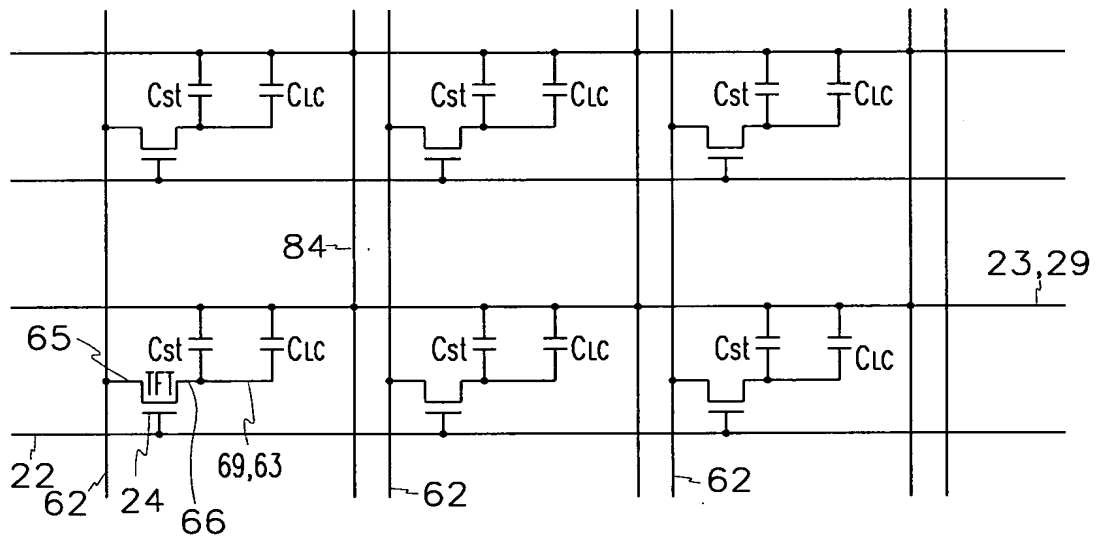 Cst CLC Cst CLC Cst CLC
84
23,29
65 Cst CLC Cst CLC Cst CLC
TFT
22 69,63
62 24 66 62 62